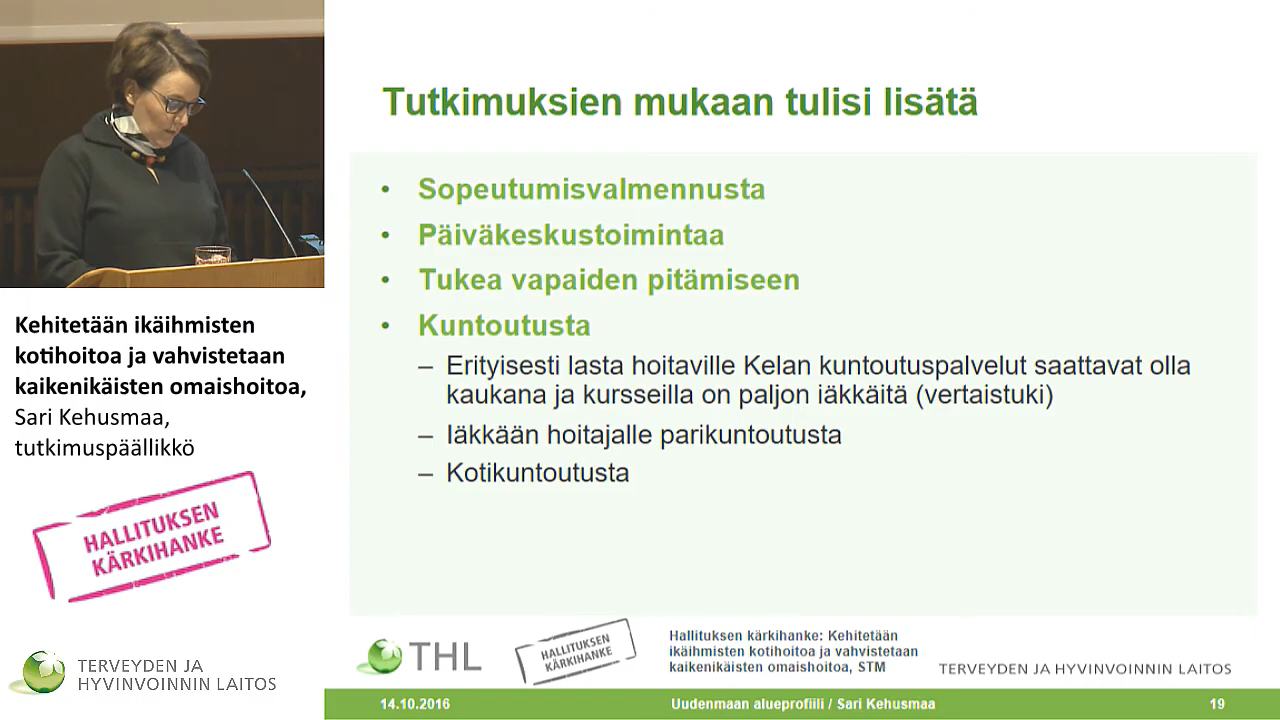 Tutkimuksien mukaan tulisi lisätä
• Sopeutumisvalmennusta
• Päiväkeskustoimintaa
• Tukea vapaiden pitämiseen
• Kuntoutusta
– Erityisesti lasta hoitaville Kelan kuntoutuspalvelut saattavat olla
kaukana ja kursseilla on paljon iäkkäitä (vertaistuki)
– Iäkkään hoitajalle parikuntoutusta
– Kotikuntoutusta
Kehitetään ikäihmisten
kotihoitoa ja vahvistetaan
kaikenikäisten omaishoitoa,
Sari Kehusmaa,
tutkimuspäällikkö
HALLITUKSEN
KÄRKIHANKE
TERVEYDEN JA
HYVINVOINNIN LAITOS
THL
HALLITUKSEN
KÄRKIHANKE
Hallituksen kärkihanke: Kehitetään
ikäihmisten kotihoitoa ja vahvistetaan
kaikenikäisten omaishoitoa, STM
TERVEYDEN JA HYVINVOINNIN LAITOS
14.10.2016
Uudenmaan alueprofiili / Sari Kehusmaa
19